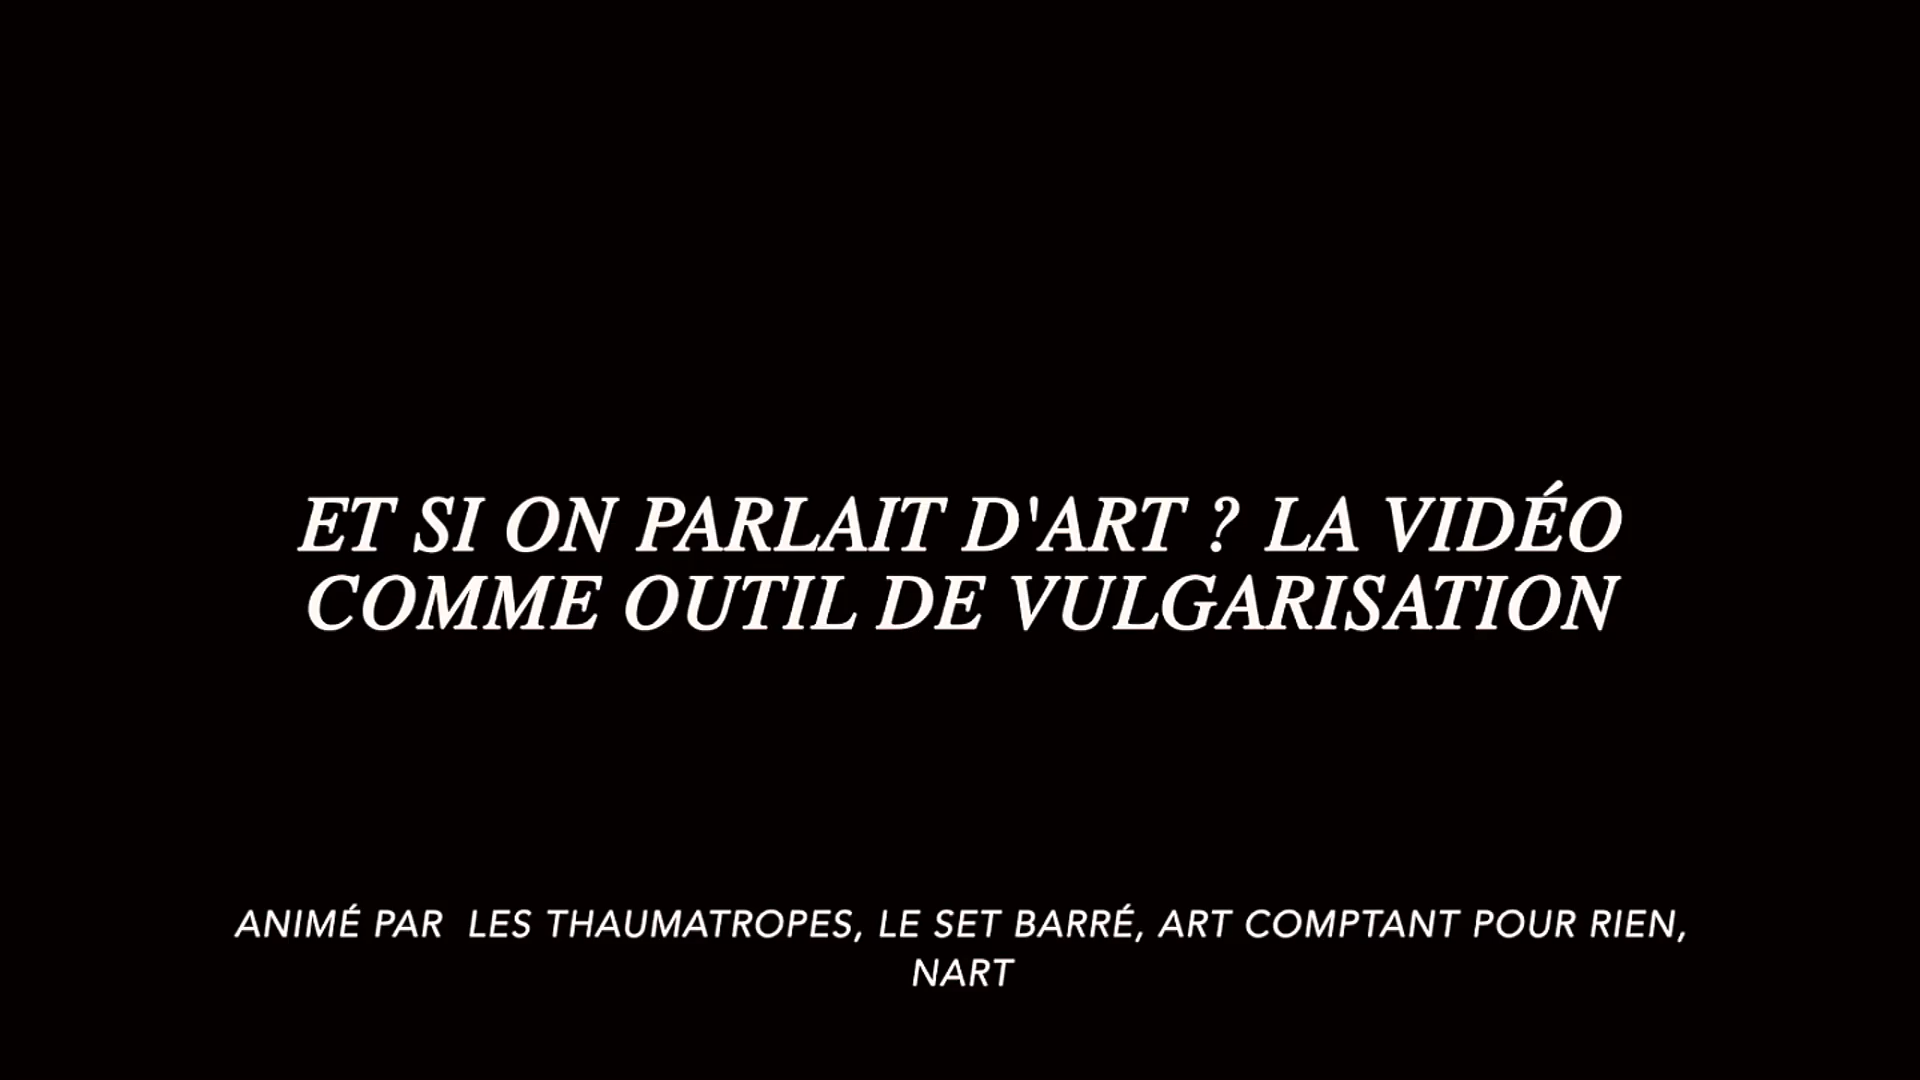 ET SI ON PARLAIT D'ART ? LA VIDÉO
COMME OUTIL DE VULGARISATION
ANIMÉ PAR  LES THAUMATROPES, LE SET BARRÉ, ART COMPTANT POUR RIEN,
NART